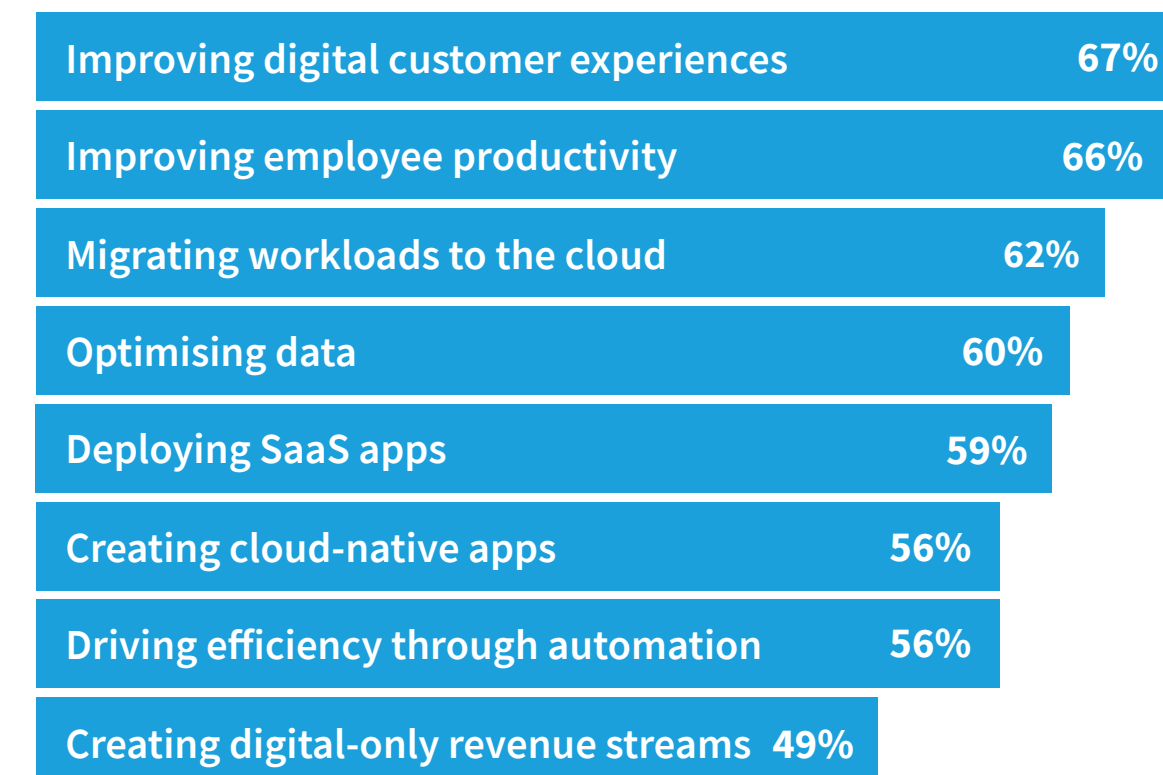 Improving digital customer experiences 67%
Improving employee productivity 66%
Migrating workloads to the cloud 62%
Optimising data 60%
Deploying SaaS apps 59%
Creating cloud-native apps 56%
Driving efficiency through automation 56%
Creating digital-only revenue streams 49%